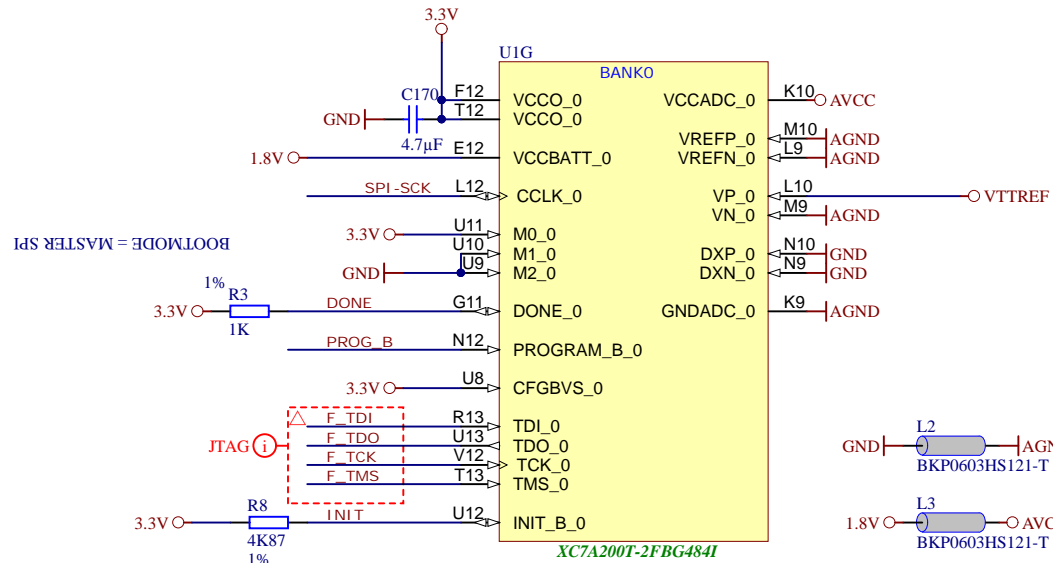 3.3V
U1G
BANK0
C170
GND
4.7µF
F12
T12
VCCO_0
VCCO_0
VCCADC_0
K10
AVCC
VREFP_0
M10
AGND
VREFN_0
L9
AGND
1.8V
E12
VCCBATT_0
SPI-SCK
L12
CCLK_0
VP_0
L10
VTTREF
VN_0
M9
AGND
BOOTMODE = MASTER SPI
3.3V
U11
M0_0
U10
M1_0
GND
U9
M2_0
DXP_0
N10
GND
DXN_0
N9
GND
1%
R3
3.3V
1K
DONE
G11
DONE_0
GNDADC_0
K9
AGND
PROG_B
N12
PROGRAM_B_0
3.3V
U8
CFGBVS_0
JTAG
i
F_TDI
R13
TDI_0
F_TDO
U13
TDO_0
F_TCK
V12
TCK_0
F_TMS
T13
TMS_0
L2
GND
AGN
BKP0603HS121-T
R8
3.3V
4K87
1%
INIT
U12
INIT_B_0
L3
1.8V
AVC
BKP0603HS121-T
XC7A200T-2FBG484I